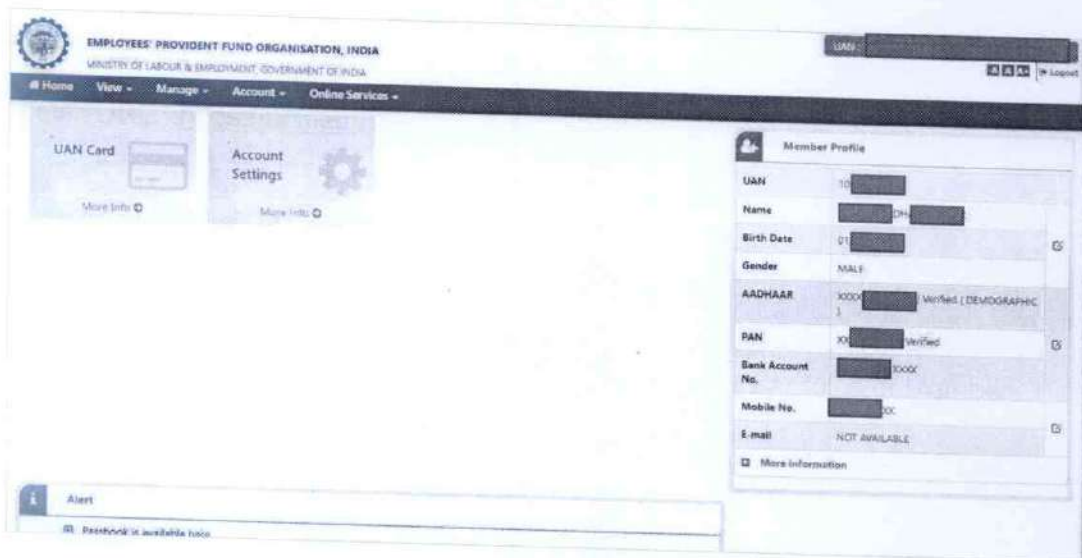 EMPLOYEES' PROVIDENT FUND ORGANISATION, INDIA
MINISTRY OF LABOUR & EMPLOYMENT, GOVERNMENT OF INDIA
UAN :
Logout
Home View Manage Account Online Services
UAN Card
More Info
Account
Settings
More Info
Member Profile
UAN 10
Name DH
Birth Date 01
Gender MALE
AADHAAR XXXX Verified ( DEMOGRAPHIC
)
PAN XX Verified
Bank Account
No. XXXX
Mobile No. XX
E-mail NOT AVAILABLE
More Information
Alert
Passbook is available here